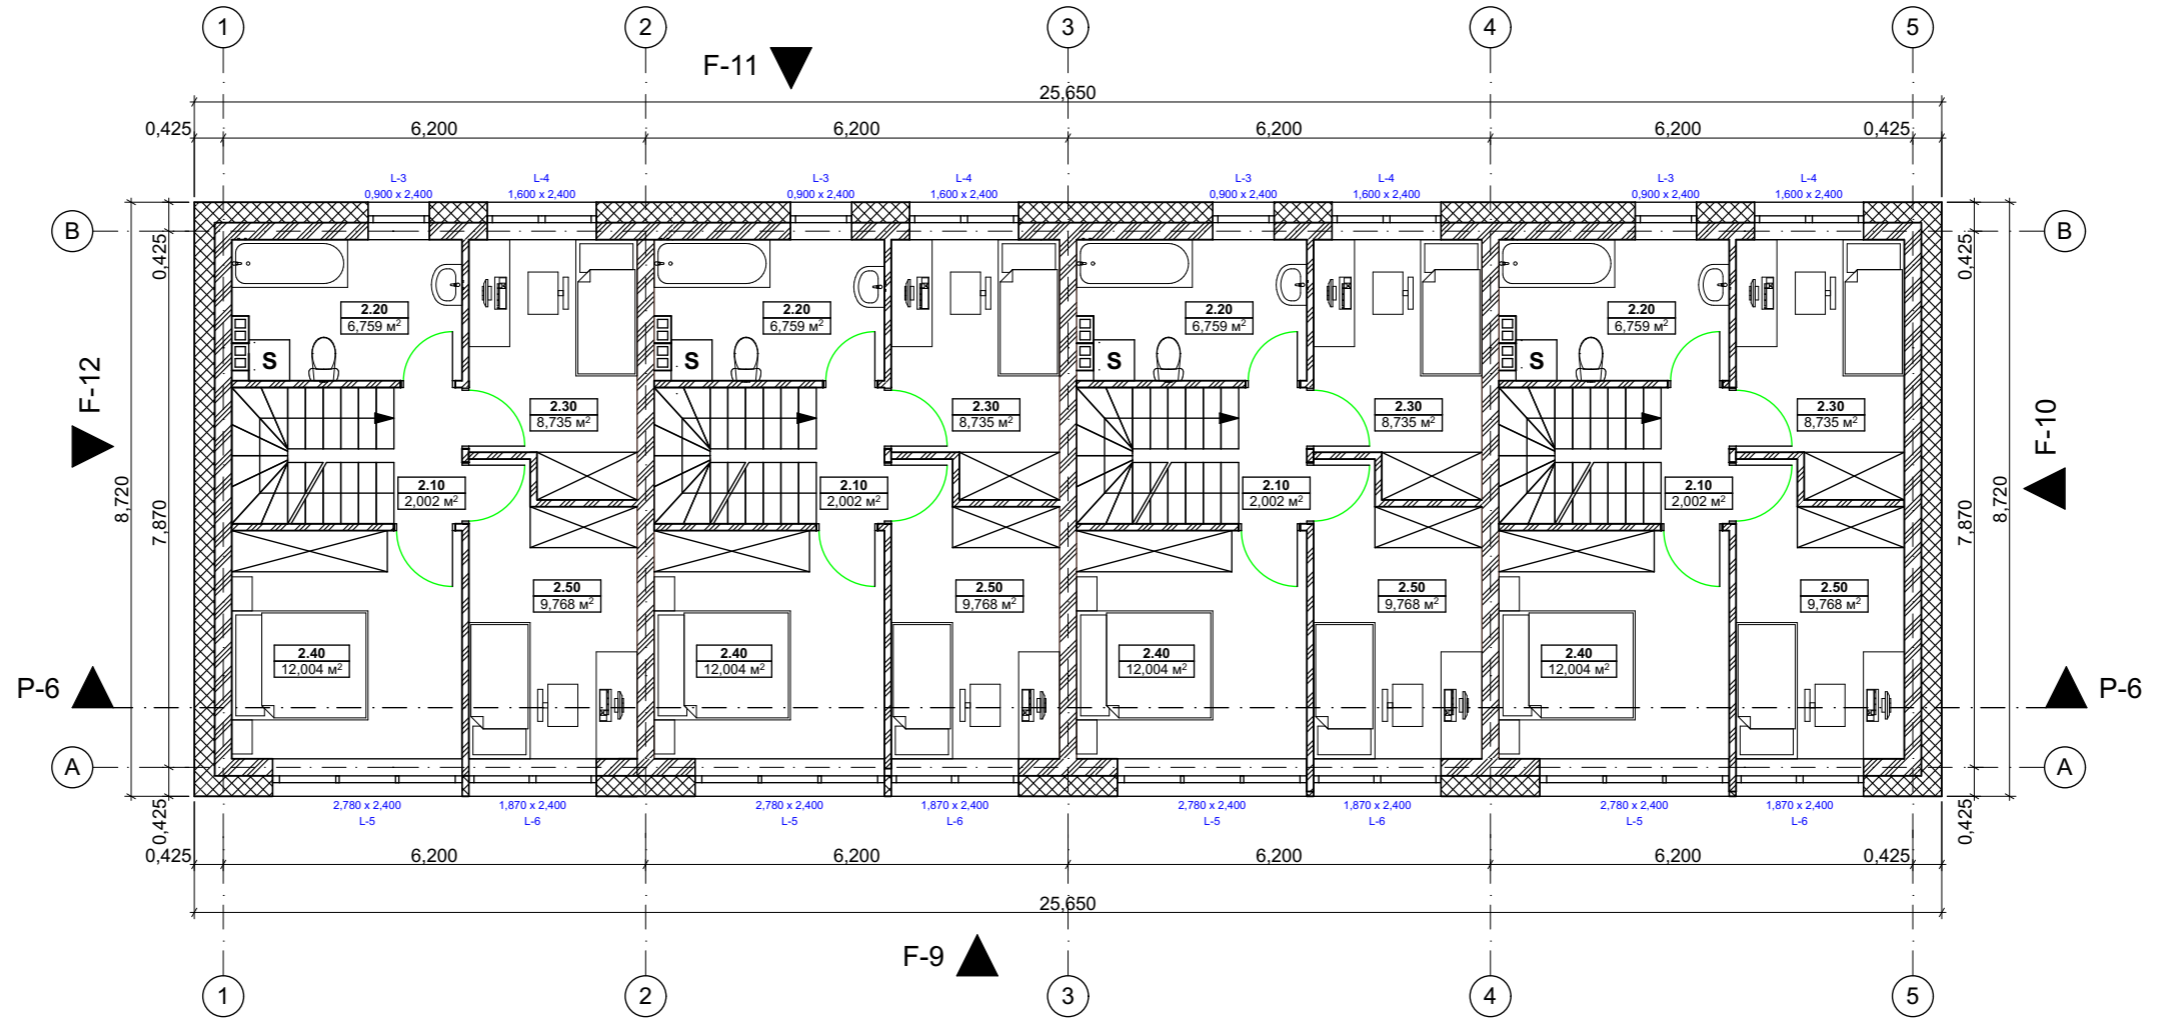 1 2 3 4 5
F-11
25,650
0,425 6,200 6,200 6,200 6,200 0,425
L-3 L-4 L-3 L-4 L-3 L-4 L-3 L-4
0,900 x 2,400 1,600 x 2,400 0,900 x 2,400 1,600 x 2,400 0,900 x 2,400 1,600 x 2,400 0,900 x 2,400 1,600 x 2,400
B B
0,425 0,425
2.20 2.20 2.20 2.20
6,759 м² 6,759 м² 6,759 м² 6,759 м²
S S S S
F-12 F-10
2.30 2.30 2.30 2.30
8,735 м² 8,735 м² 8,735 м² 8,735 м²
2.10 2.10 2.10 2.10
2,002 м² 2,002 м² 2,002 м² 2,002 м²
8,720 7,870 7,870 8,720
2.50 2.50 2.50 2.50
9,768 м² 9,768 м² 9,768 м² 9,768 м²
2.40 2.40 2.40 2.40
12,004 м² 12,004 м² 12,004 м² 12,004 м²
P-6 P-6
A A
0,425 0,425
2,780 x 2,400 1,870 x 2,400 2,780 x 2,400 1,870 x 2,400 2,780 x 2,400 1,870 x 2,400 2,780 x 2,400 1,870 x 2,400
L-5 L-6 L-5 L-6 L-5 L-6 L-5 L-6
0,425 6,200 6,200 6,200 6,200 0,425
25,650
F-9
1 2 3 4 5